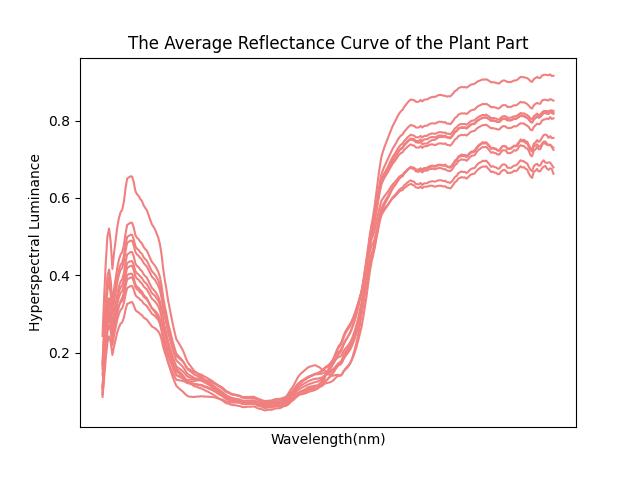 The Average Reflectance Curve of the Plant Part
Hyperspectral Luminance
0.8
0.6
0.4
0.2
Wavelength(nm)